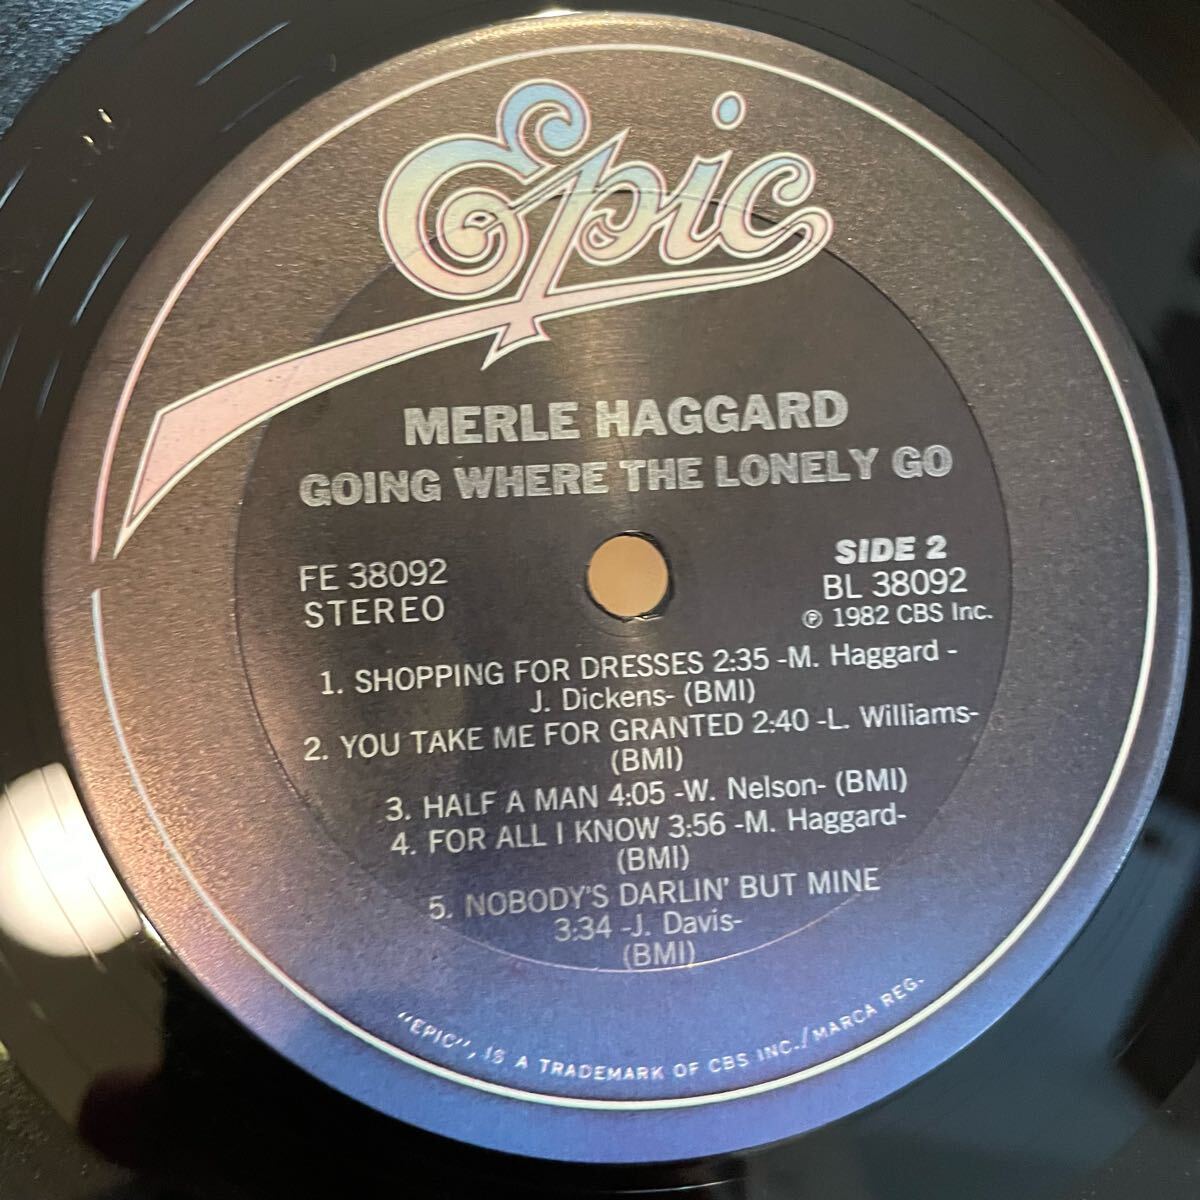 Epic
MERLE HAGGARD
GOING WHERE THE LONELY GO
FE 38092
STEREO
SIDE 2
BL 38092
℗ 1982 CBS Inc.
1. SHOPPING FOR DRESSES 2:35 -M. Haggard -
J. Dickens- (BMI)
2. YOU TAKE ME FOR GRANTED 2:40 -L. Williams-
(BMI)
3. HALF A MAN 4:05 -W. Nelson- (BMI)
4. FOR ALL I KNOW 3:56 -M. Haggard-
(BMI)
5. NOBODY'S DARLIN' BUT MINE
3:34 -J. Davis-
(BMI)
"EPIC", IS A TRADEMARK OF CBS INC./MARCA REG.